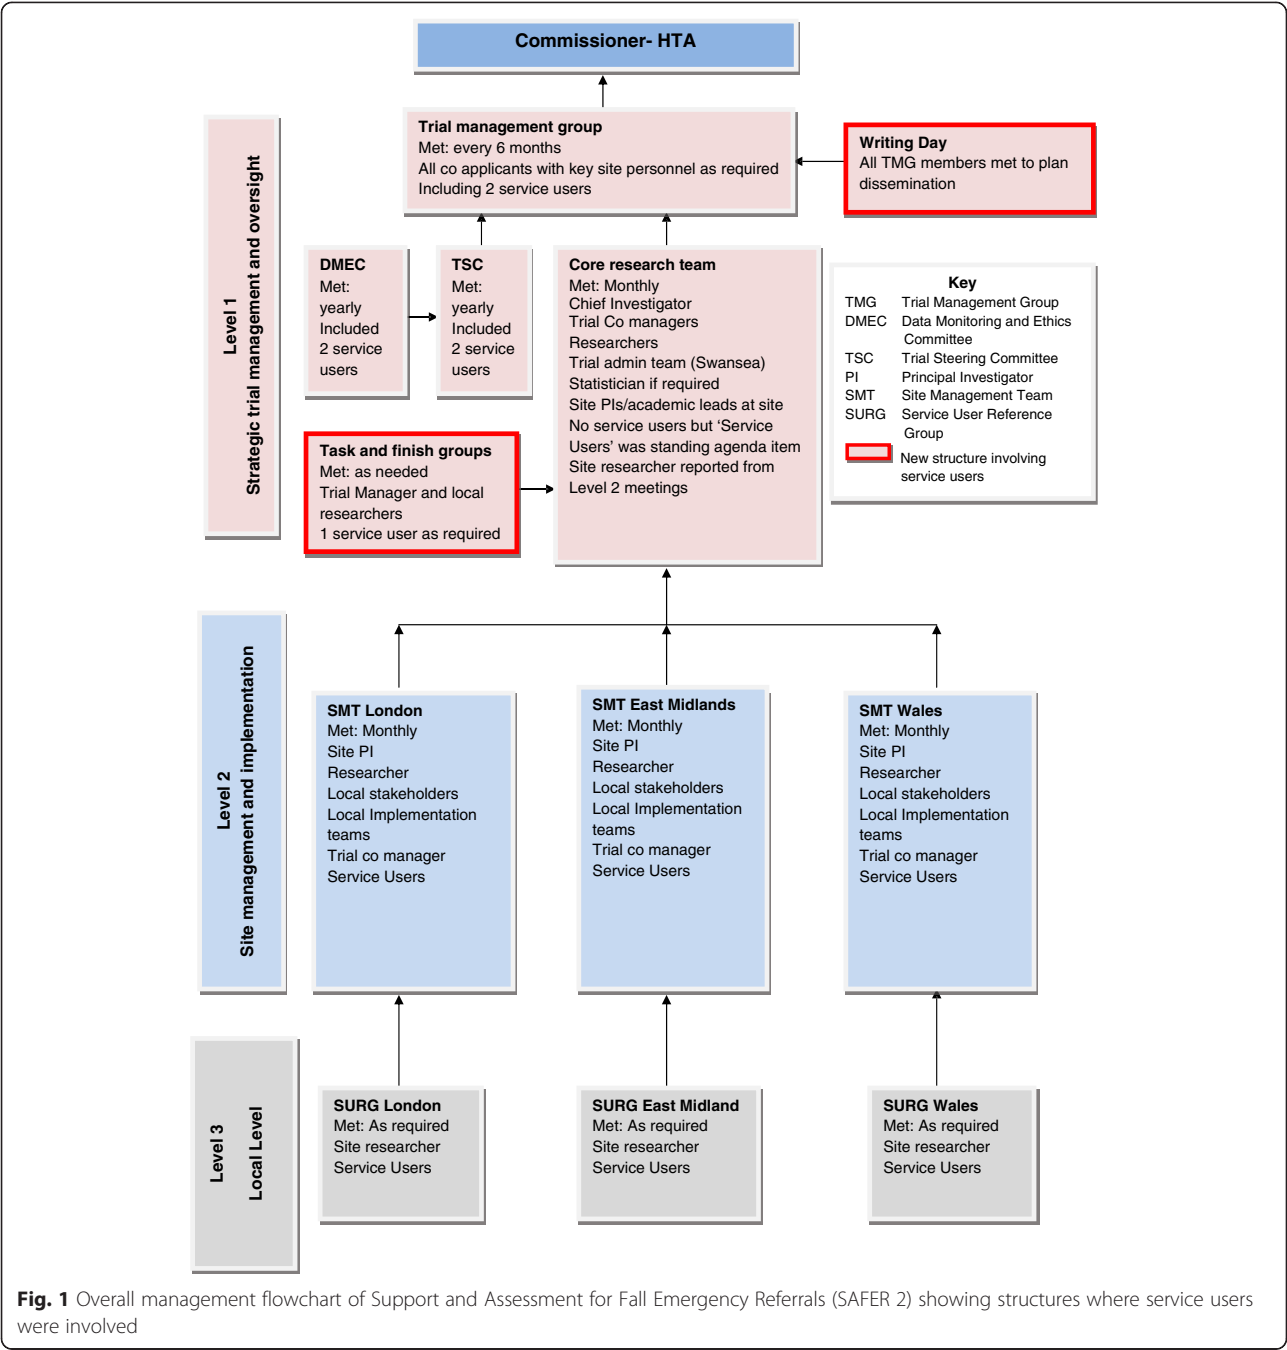 Commissioner- HTA
Level 1
Strategic trial management and oversight
Trial management group
Met: every 6 months
All co applicants with key site personnel as required
Including 2 service users
Writing Day
All TMG members met to plan
dissemination
DMEC
Met:
yearly
Included
2 service
users
TSC
Met:
yearly
Included
2 service
users
Core research team
Met: Monthly
Chief Investigator
Trial Co managers
Researchers
Trial admin team (Swansea)
Statistician if required
Site PIs/academic leads at site
No service users but ‘Service
Users’ was standing agenda item
Site researcher reported from
Level 2 meetings
Key
TMG Trial Management Group
DMEC Data Monitoring and Ethics
Committee
TSC Trial Steering Committee
PI Principal Investigator
SMT Site Management Team
SURG Service User Reference
Group
New structure involving
service users
Task and finish groups
Met: as needed
Trial Manager and local
researchers
1 service user as required
Level 2
Site management and implementation
SMT London
Met: Monthly
Site PI
Researcher
Local stakeholders
Local Implementation
teams
Trial co manager
Service Users
SMT East Midlands
Met: Monthly
Site PI
Researcher
Local stakeholders
Local Implementation
teams
Trial co manager
Service Users
SMT Wales
Met: Monthly
Site PI
Researcher
Local stakeholders
Local Implementation
teams
Trial co manager
Service Users
Level 3
Local Level
SURG London
Met: As required
Site researcher
Service Users
SURG East Midland
Met: As required
Site researcher
Service Users
SURG Wales
Met: As required
Site researcher
Service Users
Fig. 1 Overall management flowchart of Support and Assessment for Fall Emergency Referrals (SAFER 2) showing structures where service users
were involved